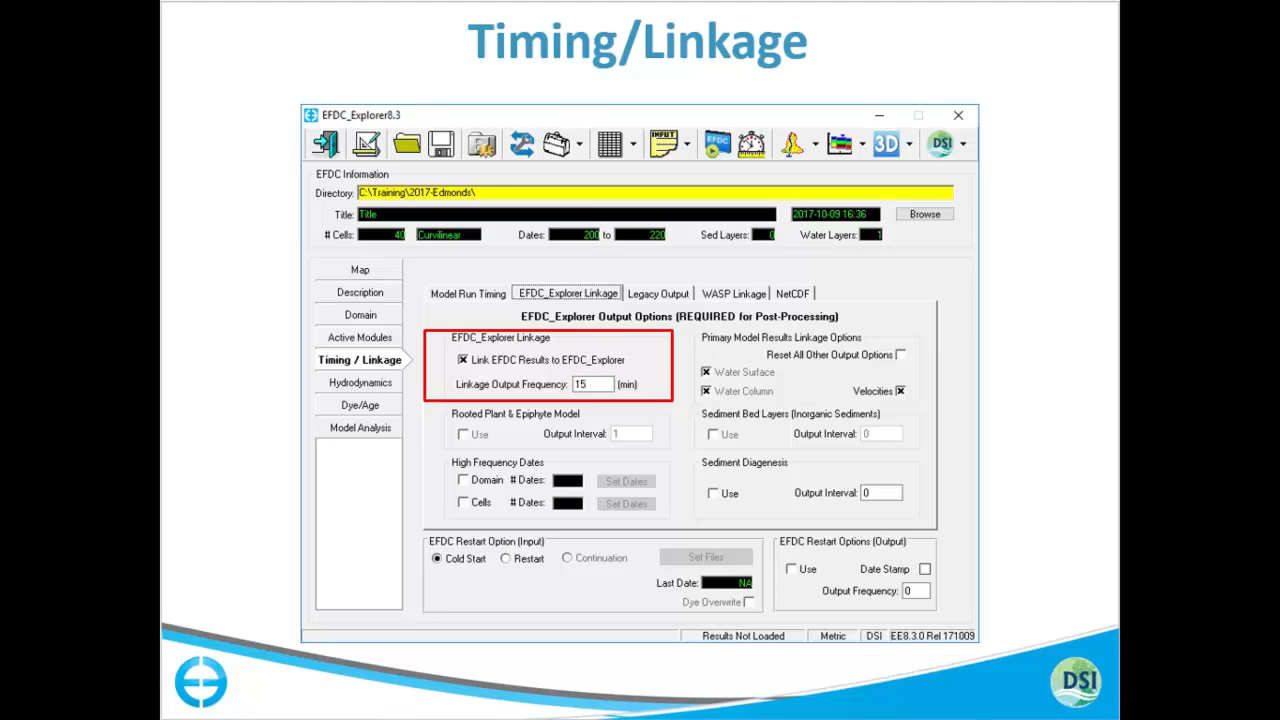 Timing/Linkage
EFDC_Explorer8.3
INPUT
EFDC
3D
DSI
EFDC Information
Directory: C:\Training\2017-Edmonds\
Title: Title 2017-10-09 16:36 Browse
# Cells: 40 Curvilinear Dates: 200 to 220 Sed Layers: 0 Water Layers: 1
Map
Description
Domain
Active Modules
Timing / Linkage
Hydrodynamics
Dye/Age
Model Analysis
Model Run Timing EFDC_Explorer Linkage Legacy Output WASP Linkage NetCDF
EFDC_Explorer Output Options (REQUIRED for Post-Processing)
EFDC_Explorer Linkage
Link EFDC Results to EFDC_Explorer
Linkage Output Frequency: 15 (min)
Primary Model Results Linkage Options
Reset All Other Output Options
Water Surface
Water Column Velocities
Rooted Plant & Epiphyte Model
Use Output Interval: 1
Sediment Bed Layers (Inorganic Sediments)
Use Output Interval: 0
High Frequency Dates
Domain # Dates: Set Dates
Cells # Dates: Set Dates
Sediment Diagenesis
Use Output Interval: 0
EFDC Restart Option (Input)
Cold Start Restart Continuation Set Files
Last Date: NA
Dye Overwrite
EFDC Restart Options (Output)
Use Date Stamp
Output Frequency: 0
Results Not Loaded Metric DSI EE8.3.0 Rel 171009
DSI